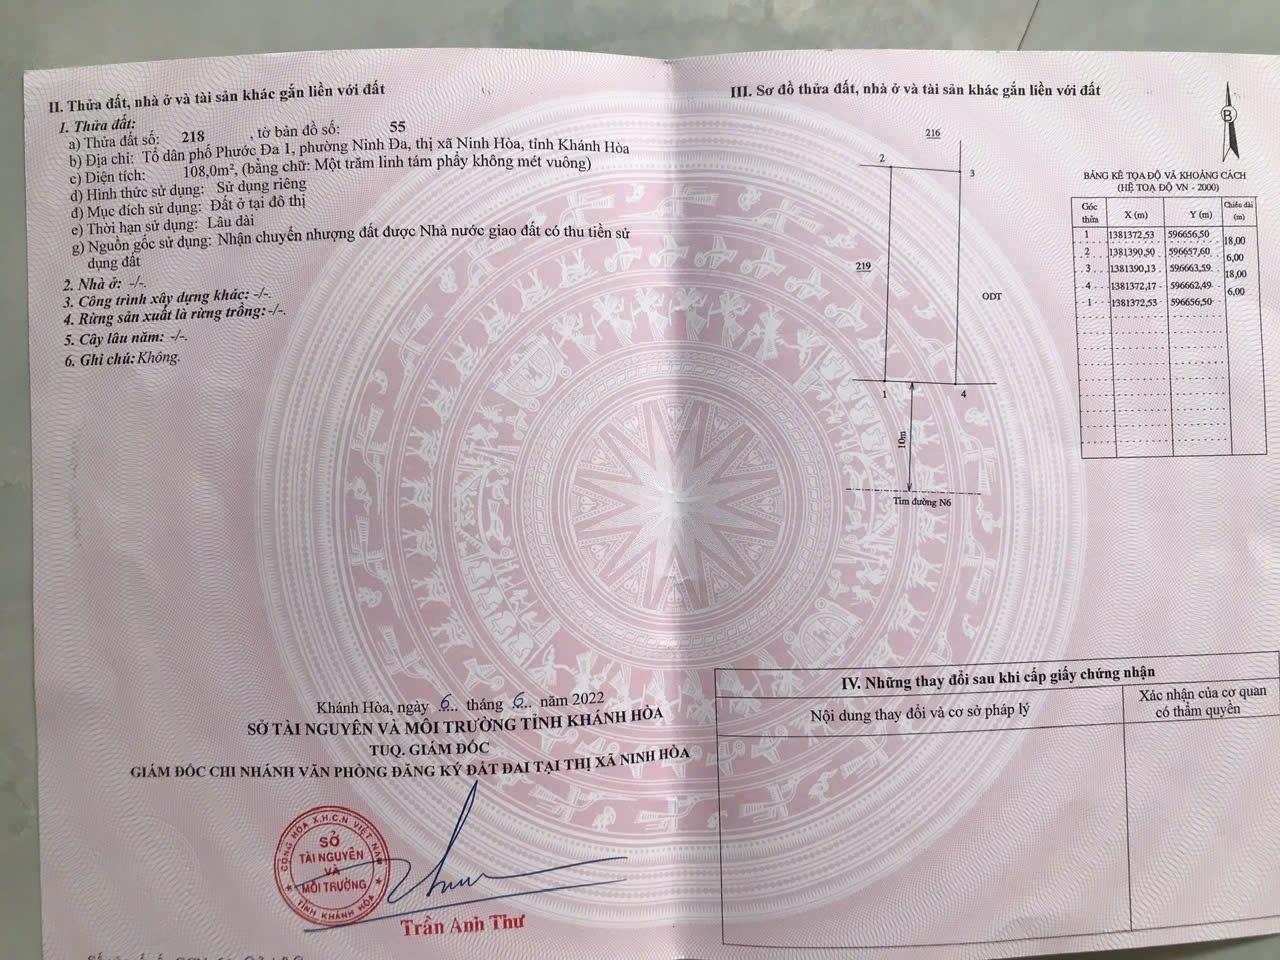 II. Thửa đất, nhà ở và tài sản khác gắn liền với đất
1. Thửa đất:
a) Thửa đất số: 218 , tờ bản đồ số: 55
b) Địa chỉ: Tổ dân phố Phước Đa 1, phường Ninh Đa, thị xã Ninh Hòa, tỉnh Khánh Hòa
c) Diện tích: 108,0m², (bằng chữ: Một trăm linh tám phẩy không mét vuông)
d) Hình thức sử dụng: Sử dụng riêng
đ) Mục đích sử dụng: Đất ở tại đô thị
e) Thời hạn sử dụng: Lâu dài
g) Nguồn gốc sử dụng: Nhận chuyển nhượng đất được Nhà nước giao đất có thu tiền sử
dụng đất
2. Nhà ở: -/-.
3. Công trình xây dựng khác: -/-.
4. Rừng sản xuất là rừng trồng: -/-.
5. Cây lâu năm: -/-.
6. Ghi chú: Không.
Khánh Hòa, ngày 6.. tháng 6.. năm 2022
SỞ TÀI NGUYÊN VÀ MÔI TRƯỜNG TỈNH KHÁNH HÒA
TUQ. GIÁM ĐỐC
GIÁM ĐỐC CHI NHÁNH VĂN PHÒNG ĐĂNG KÝ ĐẤT ĐAI TẠI THỊ XÃ NINH HÒA
CỘNG HÒA X.H.C.N VIỆT NAM
SỞ
TÀI NGUYÊN
VÀ
MÔI TRƯỜNG
TỈNH KHÁNH HÒA
Trần Anh Thư
III. Sơ đồ thửa đất, nhà ở và tài sản khác gắn liền với đất
B
216
2
3
219
ODT
1
4
10m
Tim đường N6
BẢNG KÊ TỌA ĐỘ VÀ KHOẢNG CÁCH
(HỆ TOẠ ĐỘ VN - 2000)
Góc thửa X (m) Y (m) Chiều dài (m)
1 1381372,53 596656,50
18,00
2 1381390,50 596657,60
6,00
3 1381390,13 596663,59
18,00
4 1381372,17 596662,49
6,00
1 1381372,53 596656,50
IV. Những thay đổi sau khi cấp giấy chứng nhận
Nội dung thay đổi và cơ sở pháp lý
Xác nhận của cơ quan
có thẩm quyền